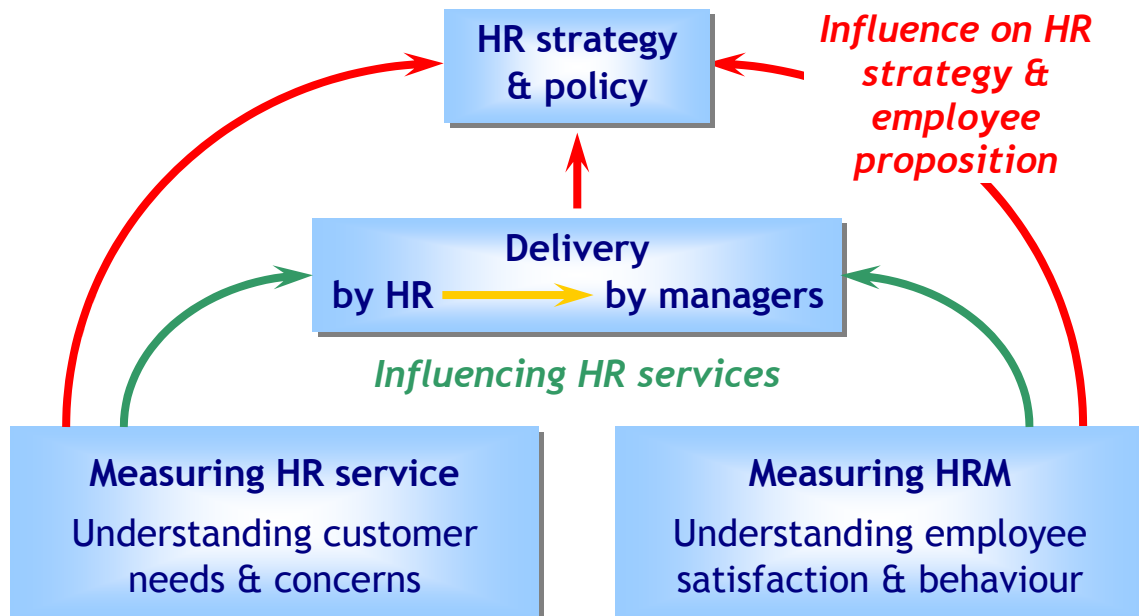 HR strategy
& policy
Influence on HR
strategy &
employee
proposition
Delivery
by HR by managers
Influencing HR services
Measuring HR service
Understanding customer
needs & concerns
Measuring HRM
Understanding employee
satisfaction & behaviour